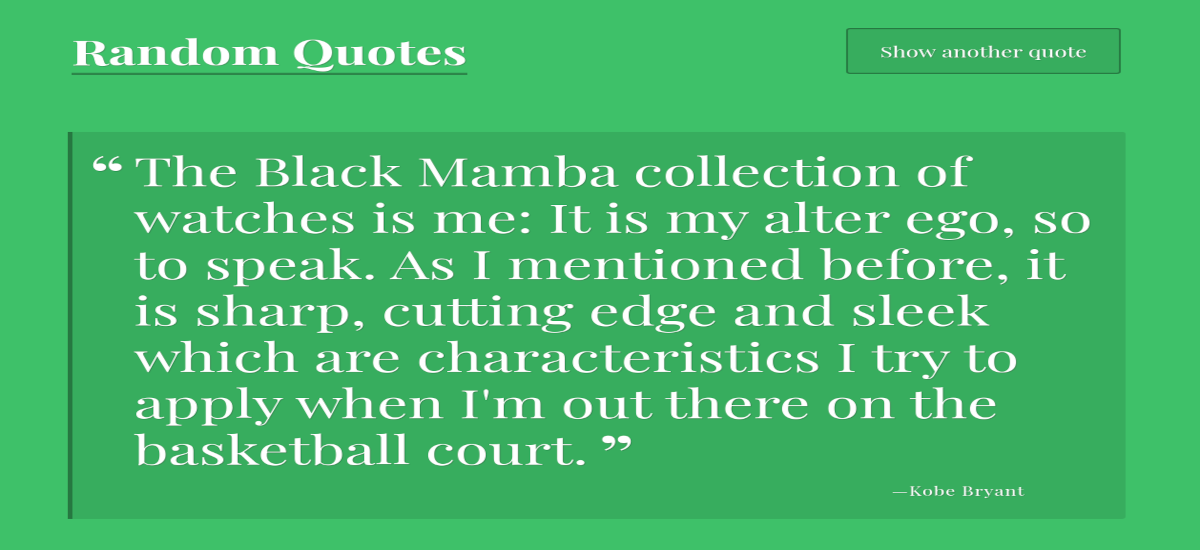 Random Quotes
Show another quote
“ The Black Mamba collection of
watches is me: It is my alter ego, so
to speak. As I mentioned before, it
is sharp, cutting edge and sleek
which are characteristics I try to
apply when I'm out there on the
basketball court. ”
—Kobe Bryant